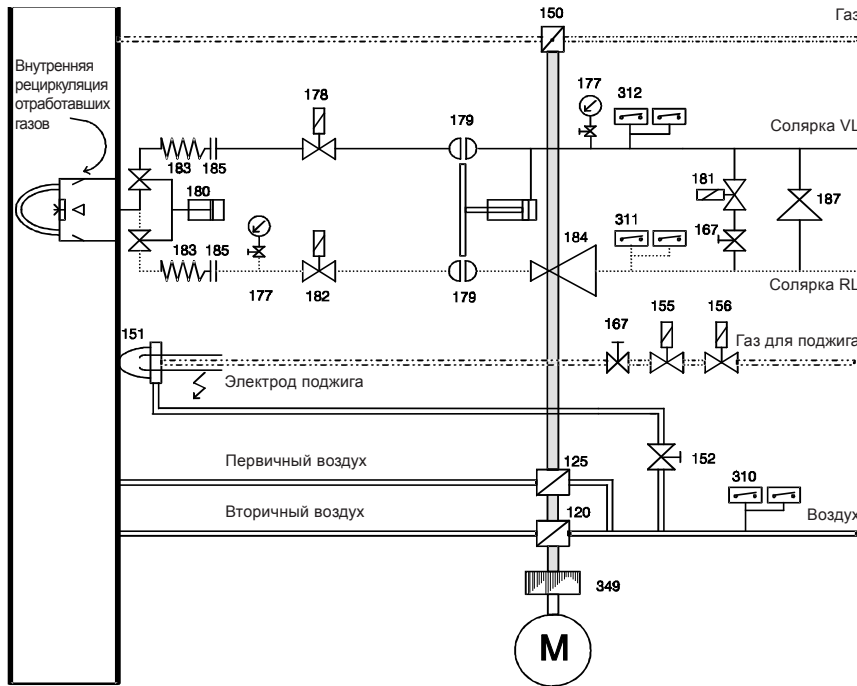 150
Газ
Внутренняя
рециркуляция
отработавших
газов
178
179
177
312
Солярка VL
183
185
180
181
187
311
167
184
183
185
177
182
179
Солярка RL
151
167
155
156
Газ для поджига
Электрод поджига
152
Первичный воздух
125
310
Вторичный воздух
120
Воздух
349
M